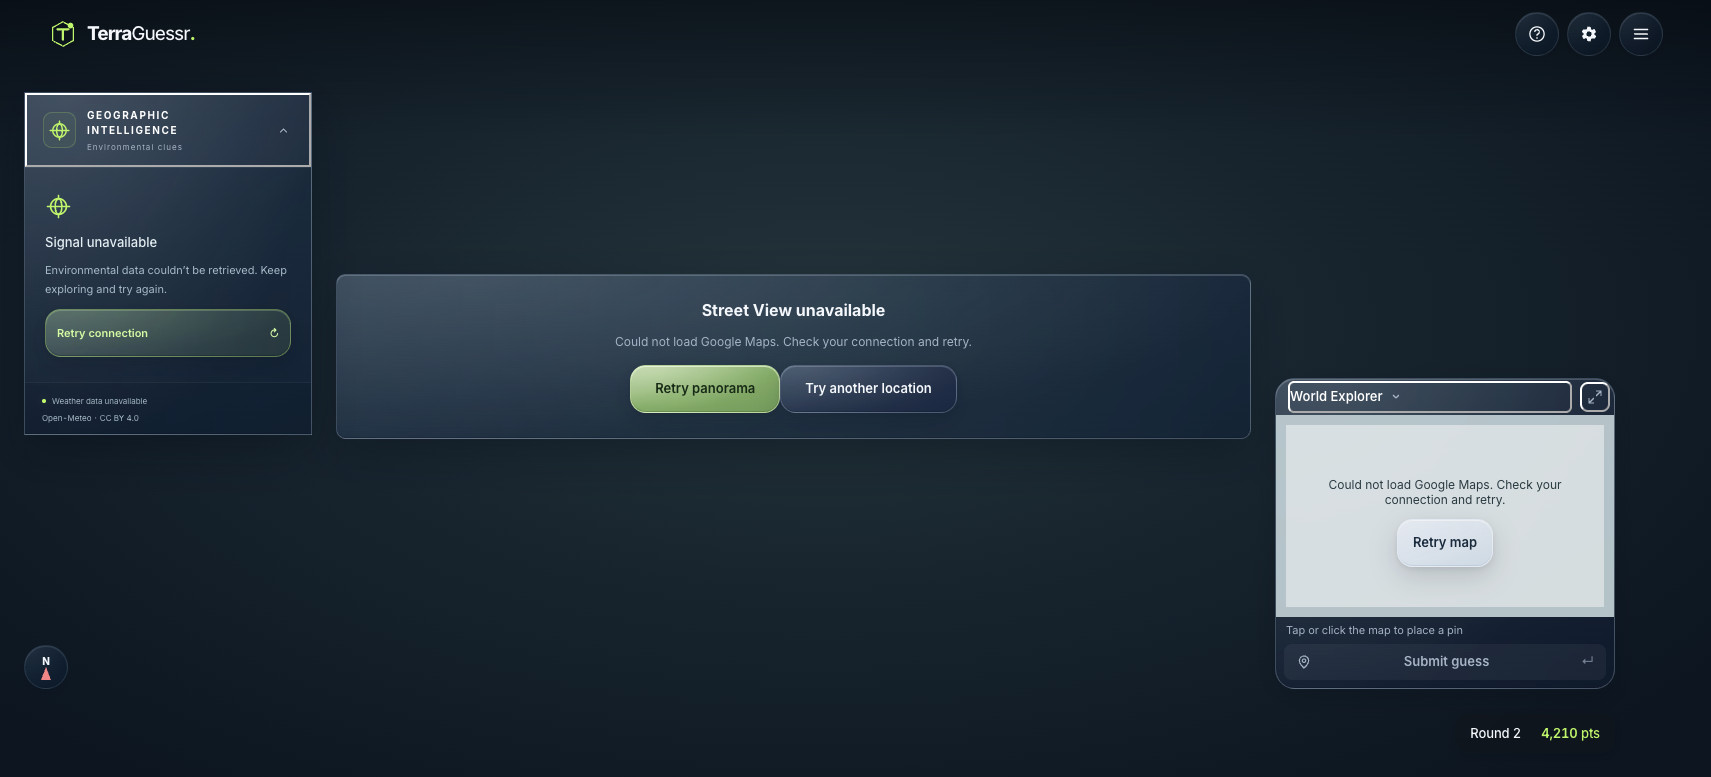 TerraGuessr.
GEOGRAPHIC
INTELLIGENCE
Environmental clues
Signal unavailable
Environmental data couldn't be retrieved. Keep
exploring and try again.
Retry connection
Weather data unavailable
Open-Meteo · CC BY 4.0
Street View unavailable
Could not load Google Maps. Check your connection and retry.
Retry panorama
Try another location
World Explorer
Could not load Google Maps. Check your
connection and retry.
Retry map
Tap or click the map to place a pin
Submit guess
N
Round 2 4,210 pts